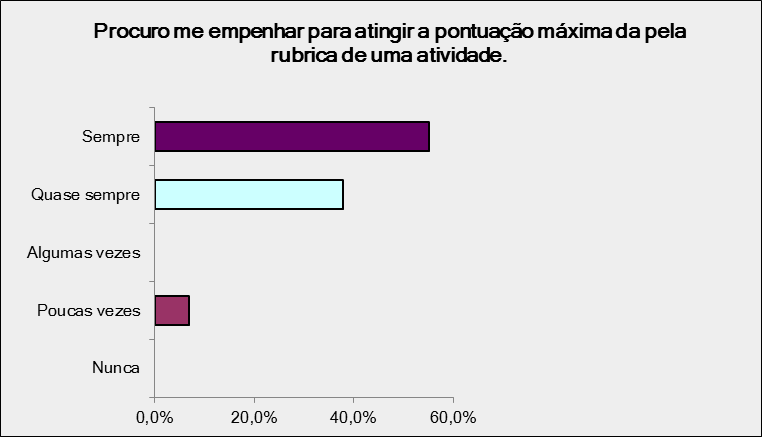 Procuro me empenhar para atingir a pontuação máxima da pela
rubrica de uma atividade.
Sempre
Quase sempre
Algumas vezes
Poucas vezes
Nunca
0,0% 20,0% 40,0% 60,0%